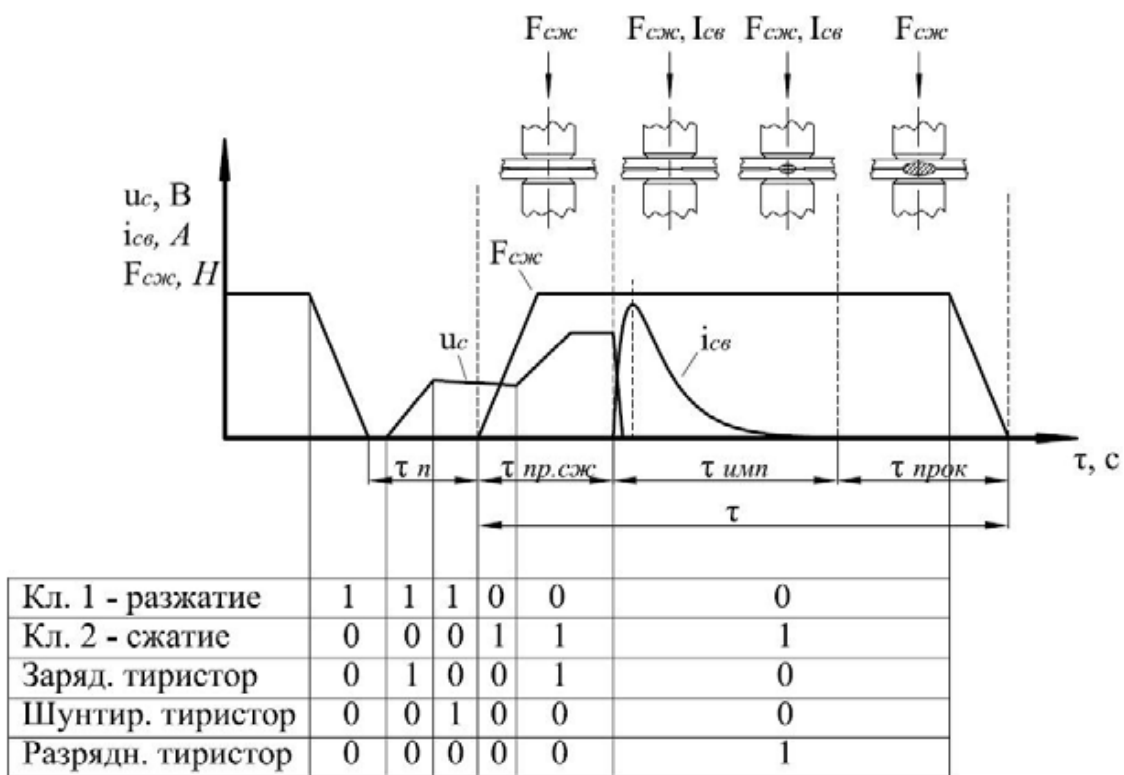 Fсж Fсж, Iсв Fсж, Iсв Fсж
uс, В
iсв, А
Fсж, Н
Fсж
uс
iсв
τ п τ пр.сж τ имп τ прок
τ, с
τ
Кл. 1 - разжатие 1 1 1 0 0 0
Кл. 2 - сжатие 0 0 0 1 1 1
Заряд. тиристор 0 1 0 0 1 0
Шунтир. тиристор 0 0 1 0 0 0
Разрядн. тиристор 0 0 0 0 0 1